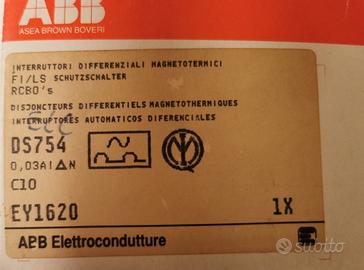 ABB
ASEA BROWN BOVERI
INTERRUTTORI DIFFERENZIALI MAGNETOTERMICI
FI/LS SCHUTZSCHALTER
RCBO's
DISJONCTEURS DIFFERENTIELS MAGNETOTHERMIQUES
INTERRUPTORES AUTOMATICOS DIFERENCIALES
DS754
0,03A I∆N
C10
EY1620
1X
ABB Elettrocondutture
subito